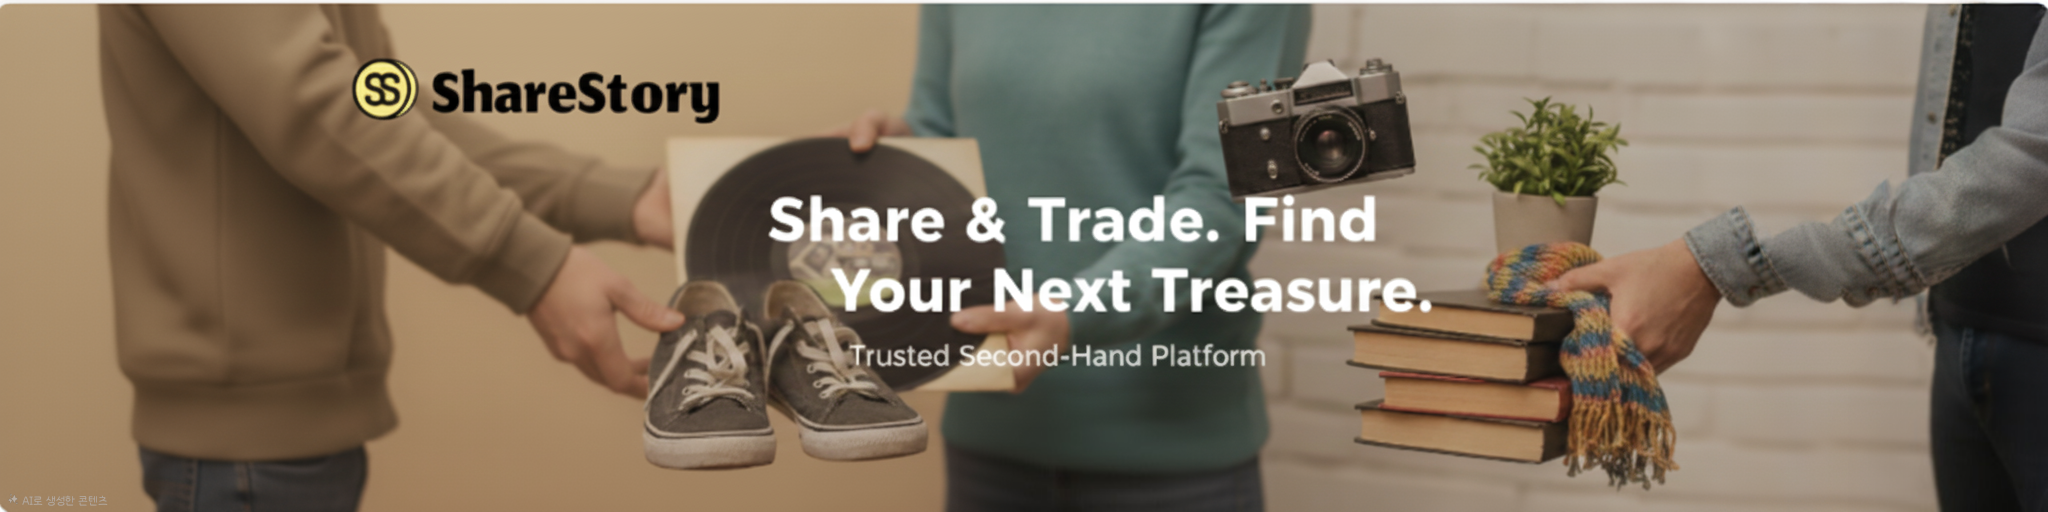 SS ShareStory
Share & Trade. Find
Your Next Treasure.
Trusted Second-Hand Platform
AI로 생성한 콘텐츠